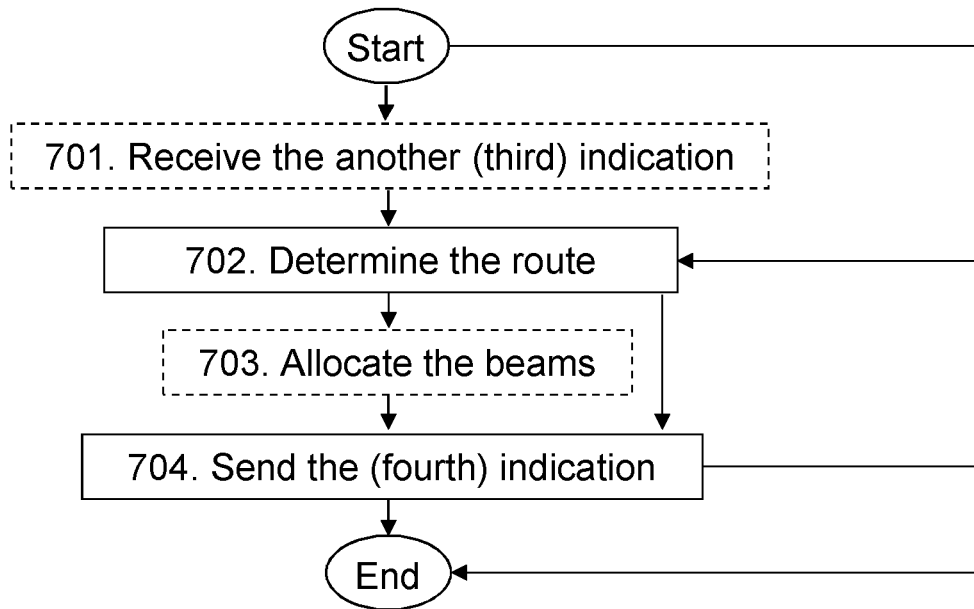 Start
701. Receive the another (third) indication
702. Determine the route
703. Allocate the beams
704. Send the (fourth) indication
End